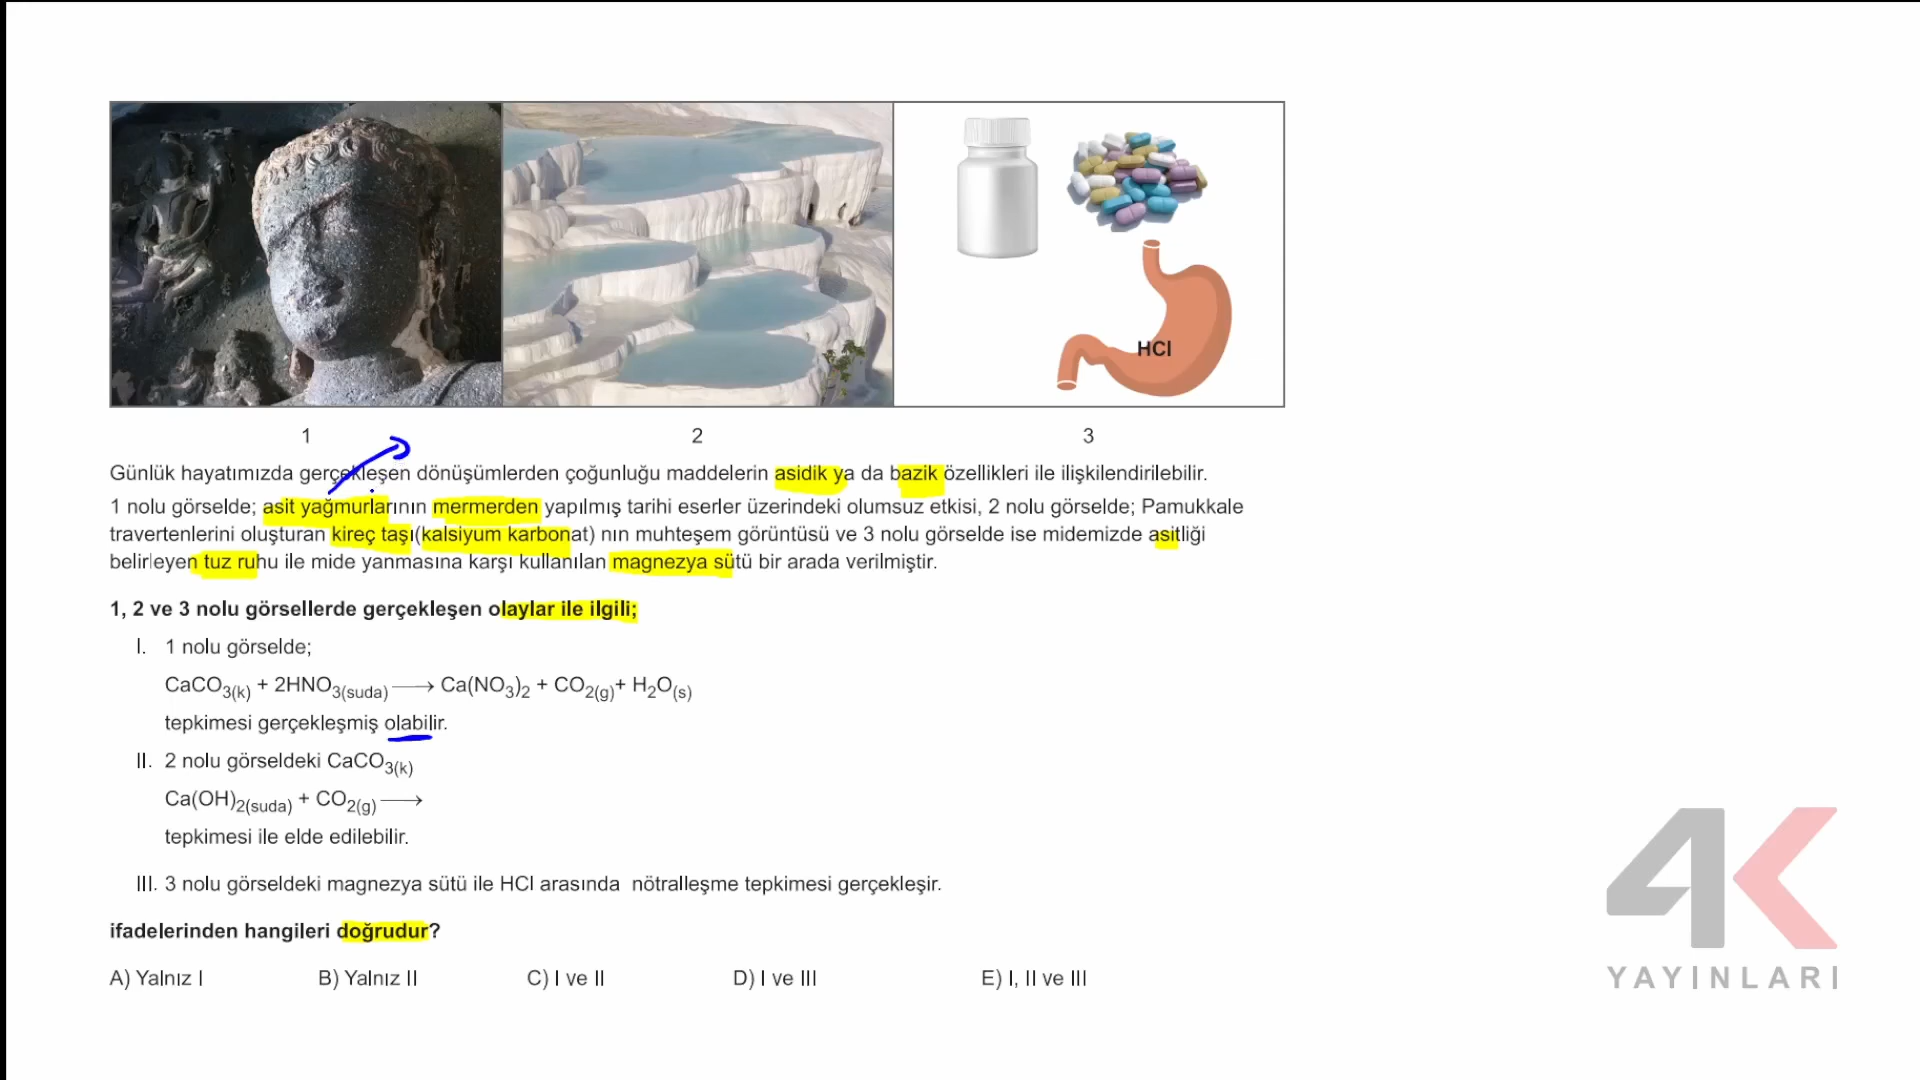 HCl
1
2
3
Günlük hayatımızda gerçekleşen dönüşümlerden çoğunluğu maddelerin asidik ya da bazik özellikleri ile ilişkilendirilebilir.
1 nolu görselde; asit yağmurlarının mermerden yapılmış tarihi eserler üzerindeki olumsuz etkisi, 2 nolu görselde; Pamukkale
travertenlerini oluşturan kireç taşı(kalsiyum karbonat) nın muhteşem görüntüsü ve 3 nolu görselde ise midemizde asitliği
belirleyen tuz ruhu ile mide yanmasına karşı kullanılan magnezya sütü bir arada verilmiştir.
1, 2 ve 3 nolu görsellerde gerçekleşen olaylar ile ilgili;
I. 1 nolu görselde;
CaCO3(k) + 2HNO3(suda) ⟶ Ca(NO3)2 + CO2(g)+ H2O(s)
tepkimesi gerçekleşmiş olabilir.
II. 2 nolu görseldeki CaCO3(k)
Ca(OH)2(suda) + CO2(g) ⟶
tepkimesi ile elde edilebilir.
III. 3 nolu görseldeki magnezya sütü ile HCl arasında nötralleşme tepkimesi gerçekleşir.
ifadelerinden hangileri doğrudur?
A) Yalnız I B) Yalnız II C) I ve II D) I ve III E) I, II ve III
4K
YAYINLARI